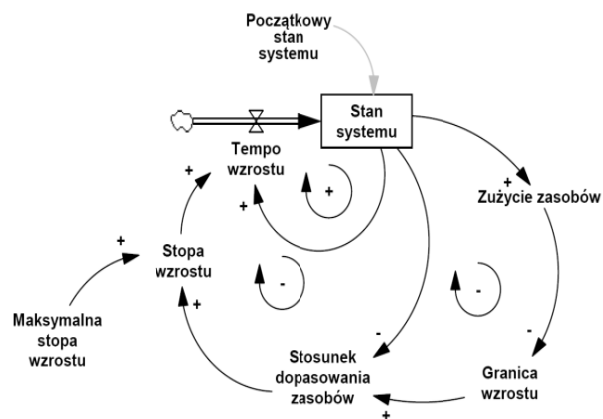 Początkowy
stan
systemu
Stan
systemu
Tempo
wzrostu
+
+
+
+
Zużycie zasobów
+
Stopa
wzrostu
+
-
-
Maksymalna
stopa
wzrostu
-
-
Stosunek
dopasowania
zasobów
Granica
wzrostu
+